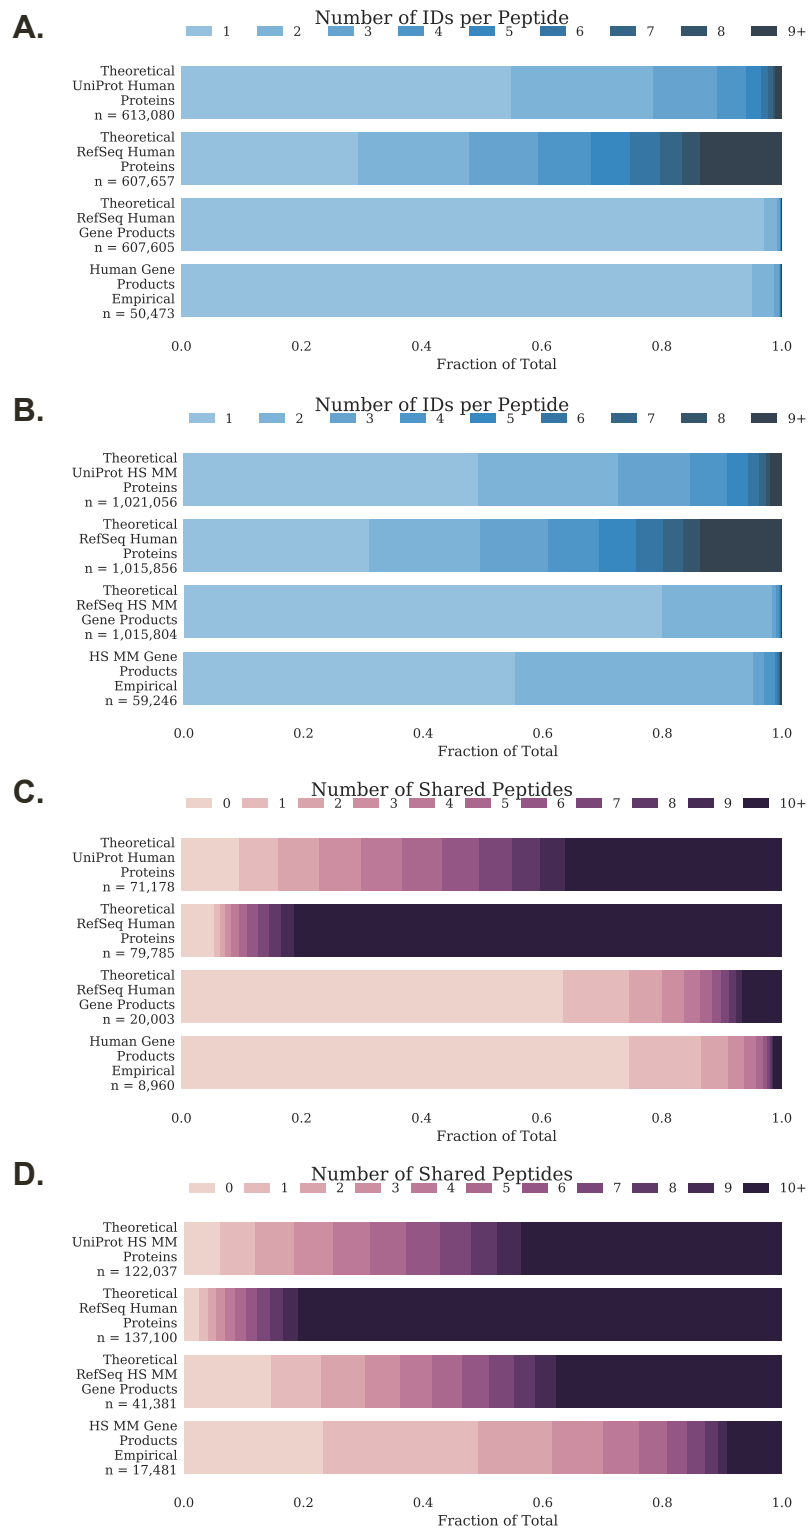 A.
Number of IDs per Peptide
1 2 3 4 5 6 7 8 9+
Theoretical
UniProt Human
Proteins
n = 613,080
Theoretical
RefSeq Human
Proteins
n = 607,657
Theoretical
RefSeq Human
Gene Products
n = 607,605
Human Gene
Products
Empirical
n = 50,473
0.0 0.2 0.4 0.6 0.8 1.0
Fraction of Total
B.
Number of IDs per Peptide
1 2 3 4 5 6 7 8 9+
Theoretical
UniProt HS MM
Proteins
n = 1,021,056
Theoretical
RefSeq Human
Proteins
n = 1,015,856
Theoretical
RefSeq HS MM
Gene Products
n = 1,015,804
HS MM Gene
Products
Empirical
n = 59,246
0.0 0.2 0.4 0.6 0.8 1.0
Fraction of Total
C.
Number of Shared Peptides
0 1 2 3 4 5 6 7 8 9 10+
Theoretical
UniProt Human
Proteins
n = 71,178
Theoretical
RefSeq Human
Proteins
n = 79,785
Theoretical
RefSeq Human
Gene Products
n = 20,003
Human Gene
Products
Empirical
n = 8,960
0.0 0.2 0.4 0.6 0.8 1.0
Fraction of Total
D.
Number of Shared Peptides
0 1 2 3 4 5 6 7 8 9 10+
Theoretical
UniProt HS MM
Proteins
n = 122,037
Theoretical
RefSeq Human
Proteins
n = 137,100
Theoretical
RefSeq HS MM
Gene Products
n = 41,381
HS MM Gene
Products
Empirical
n = 17,481
0.0 0.2 0.4 0.6 0.8 1.0
Fraction of Total